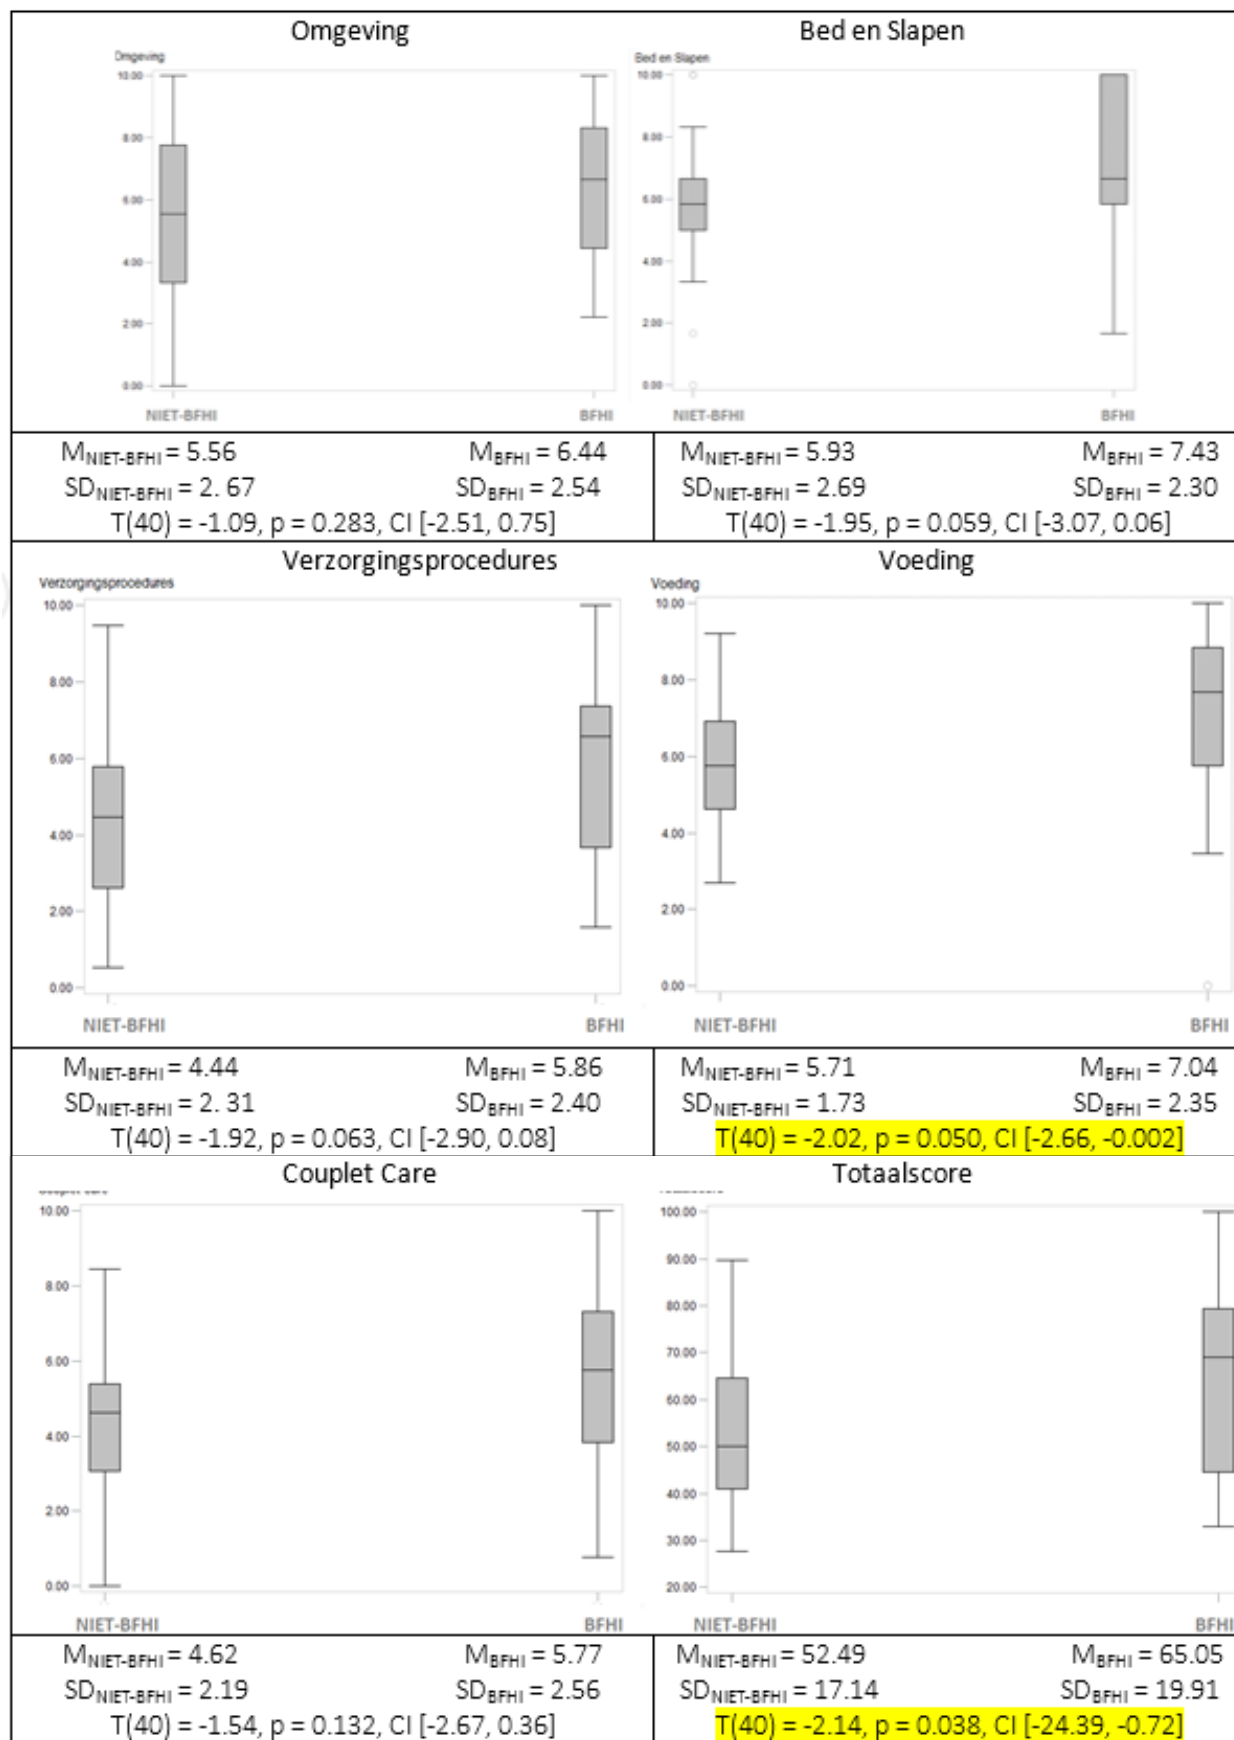 Omgeving
Bed en Slapen
Omgeving
10.00
8.00
6.00
4.00
2.00
0.00
NIET-BFHI BFHI
Bed en Slapen
10.00
8.00
6.00
4.00
2.00
0.00
NIET-BFHI BFHI
MNIET-BFHI = 5.56 MBFHI = 6.44
SDNIET-BFHI = 2. 67 SDBFHI = 2.54
T(40) = -1.09, p = 0.283, CI [-2.51, 0.75]
MNIET-BFHI = 5.93 MBFHI = 7.43
SDNIET-BFHI = 2.69 SDBFHI = 2.30
T(40) = -1.95, p = 0.059, CI [-3.07, 0.06]
Verzorgingsprocedures
Voeding
Verzorgingsprocedures
10.00
8.00
6.00
4.00
2.00
0.00
NIET-BFHI BFHI
Voeding
10.00
8.00
6.00
4.00
2.00
0.00
NIET-BFHI BFHI
MNIET-BFHI = 4.44 MBFHI = 5.86
SDNIET-BFHI = 2. 31 SDBFHI = 2.40
T(40) = -1.92, p = 0.063, CI [-2.90, 0.08]
MNIET-BFHI = 5.71 MBFHI = 7.04
SDNIET-BFHI = 1.73 SDBFHI = 2.35
T(40) = -2.02, p = 0.050, CI [-2.66, -0.002]
Couplet Care
Totaalscore
10.00
8.00
6.00
4.00
2.00
0.00
NIET-BFHI BFHI
100.00
90.00
80.00
70.00
60.00
50.00
40.00
30.00
20.00
NIET-BFHI BFHI
MNIET-BFHI = 4.62 MBFHI = 5.77
SDNIET-BFHI = 2.19 SDBFHI = 2.56
T(40) = -1.54, p = 0.132, CI [-2.67, 0.36]
MNIET-BFHI = 52.49 MBFHI = 65.05
SDNIET-BFHI = 17.14 SDBFHI = 19.91
T(40) = -2.14, p = 0.038, CI [-24.39, -0.72]